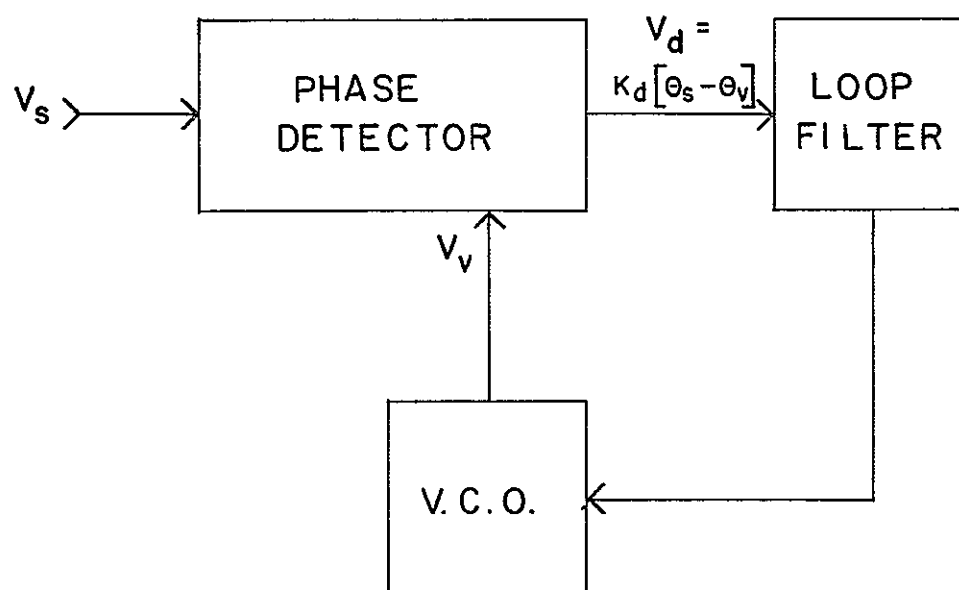 V_s
PHASE
DETECTOR
V_d =
K_d [θ_s - θ_v]
LOOP
FILTER
V_v
V.C.O.